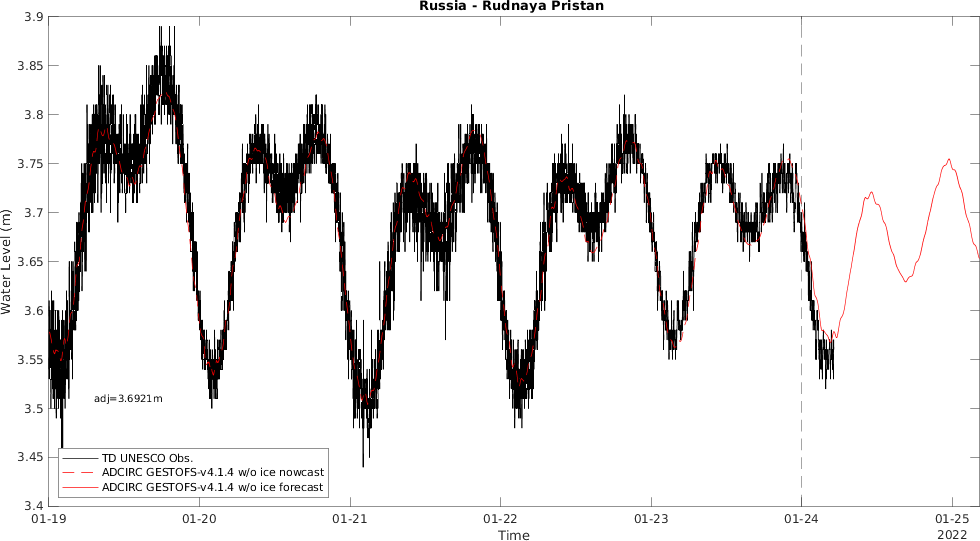 Russia - Rudnaya Pristan
3.9
3.85
3.8
3.75
3.7
3.65
3.6
3.55
3.5
3.45
3.4
Water Level (m)
adj=3.6921m
TD UNESCO Obs.
ADCIRC GESTOFS-v4.1.4 w/o ice nowcast
ADCIRC GESTOFS-v4.1.4 w/o ice forecast
01-19 01-20 01-21 01-22 01-23 01-24 01-25
Time 2022